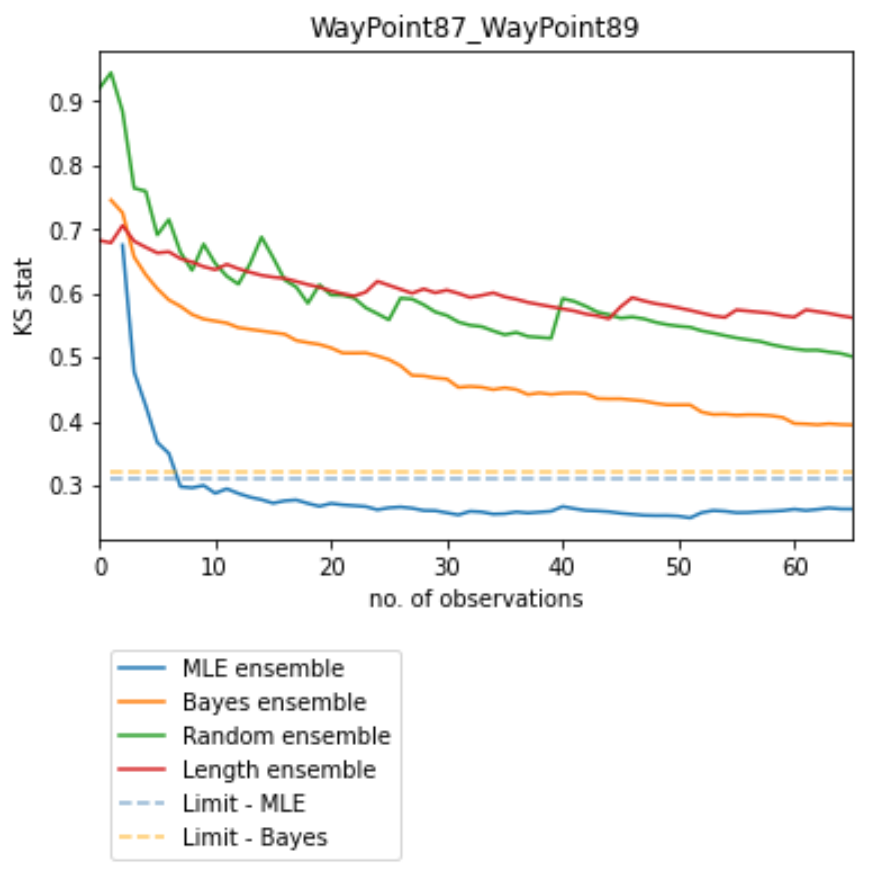 WayPoint87_WayPoint89
KS stat
0.9
0.8
0.7
0.6
0.5
0.4
0.3
0 10 20 30 40 50 60
no. of observations
MLE ensemble
Bayes ensemble
Random ensemble
Length ensemble
Limit - MLE
Limit - Bayes